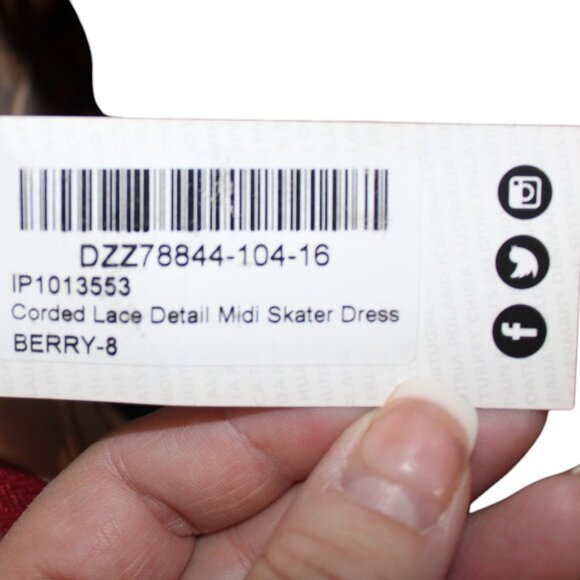 DZZ78844-104-16
IP1013553
Corded Lace Detail Midi Skater Dress
BERRY-8